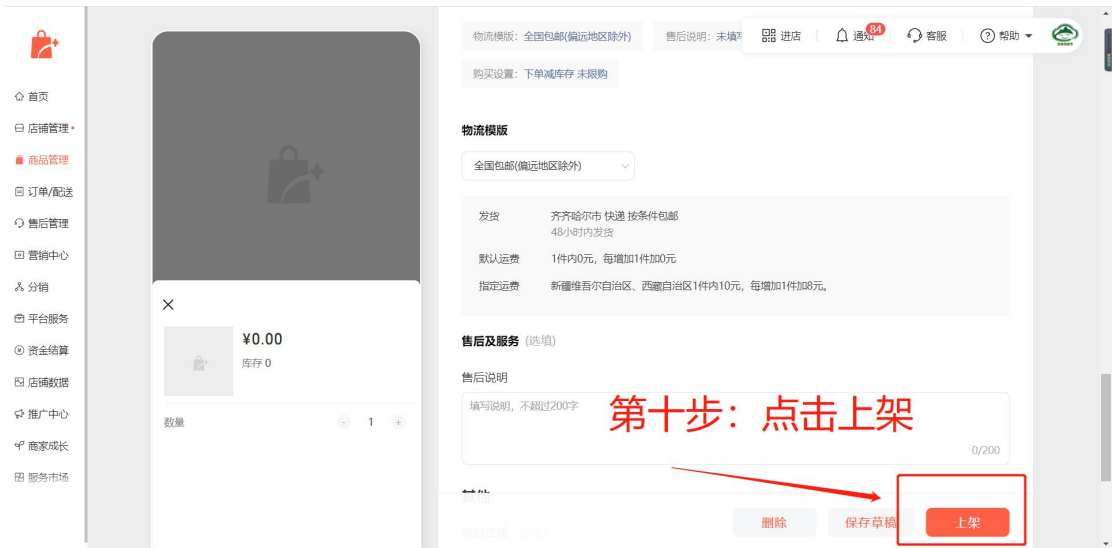 物流模版：全国包邮(偏远地区除外)
售后说明：未填写
进店
通知
84
客服
帮助
购买设置：下单减库存 未限购
首页
店铺管理
商品管理
订单/配送
售后管理
营销中心
分销
平台服务
资金结算
店铺数据
推广中心
商家成长
服务市场
¥0.00
库存 0
数量
1
物流模版
全国包邮(偏远地区除外)
发货 齐齐哈尔市 快递 按条件包邮
48小时内发货
默认运费 1件内0元，每增加1件加0元
指定运费 新疆维吾尔自治区、西藏自治区1件内10元，每增加1件加8元。
售后及服务 (选填)
售后说明
填写说明，不超过200字
第十步：点击上架
0/200
其他
删除
保存草稿
上架